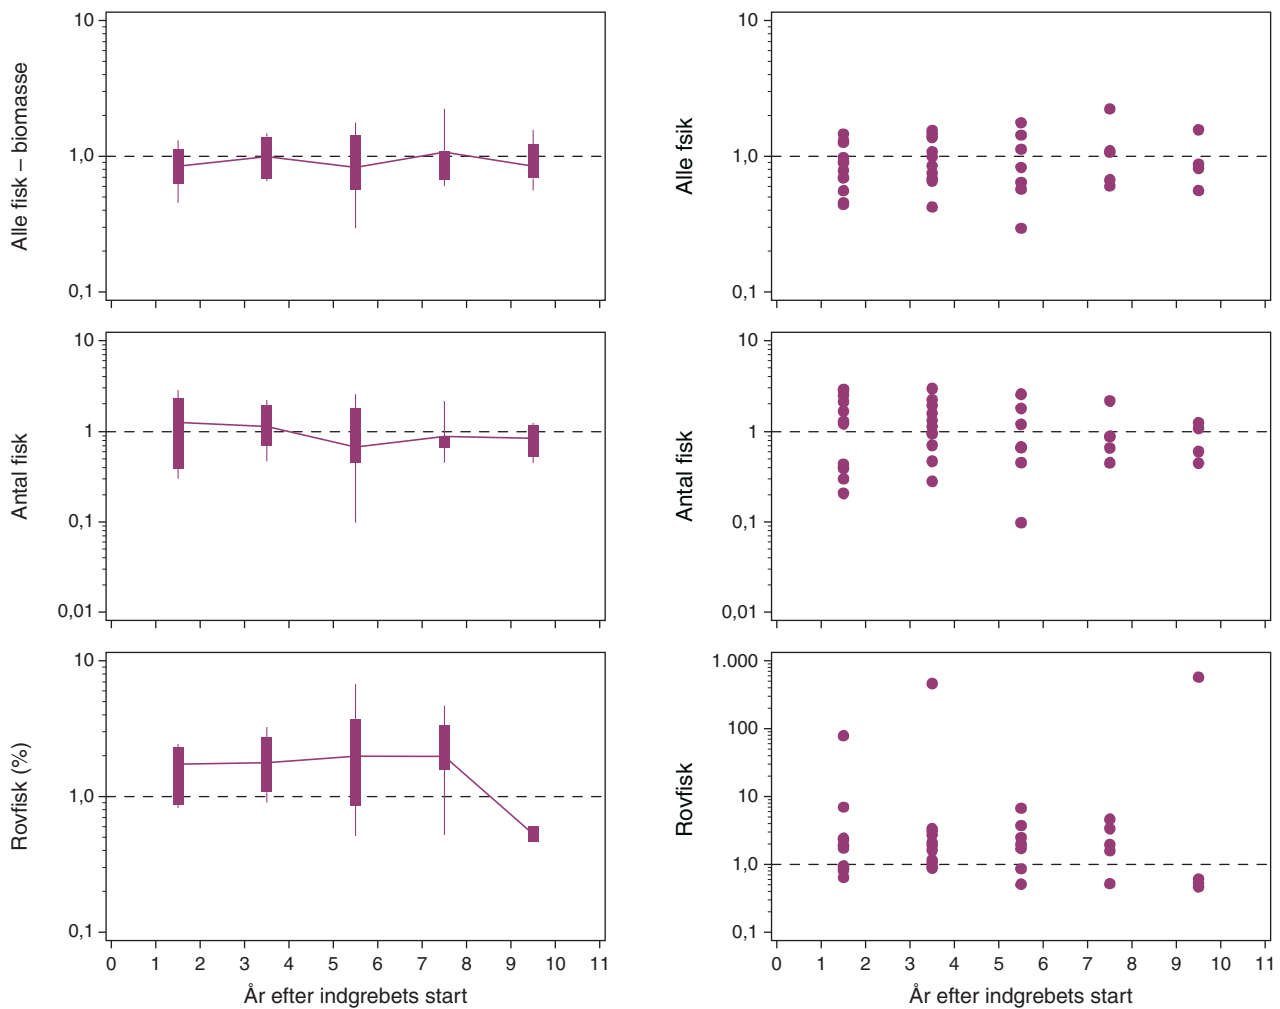 Alle fisk – biomasse
10
1,0
0,1
Alle fsik
10
1,0
0,1
Antal fisk
10
1
0,1
0,01
Antal fisk
10
1
0,1
0,01
Rovfisk (%)
10
1,0
0,1
0 1 2 3 4 5 6 7 8 9 10 11
År efter indgrebets start
Rovfisk
1.000
100
10
1,0
0,1
0 1 2 3 4 5 6 7 8 9 10 11
År efter indgrebets start